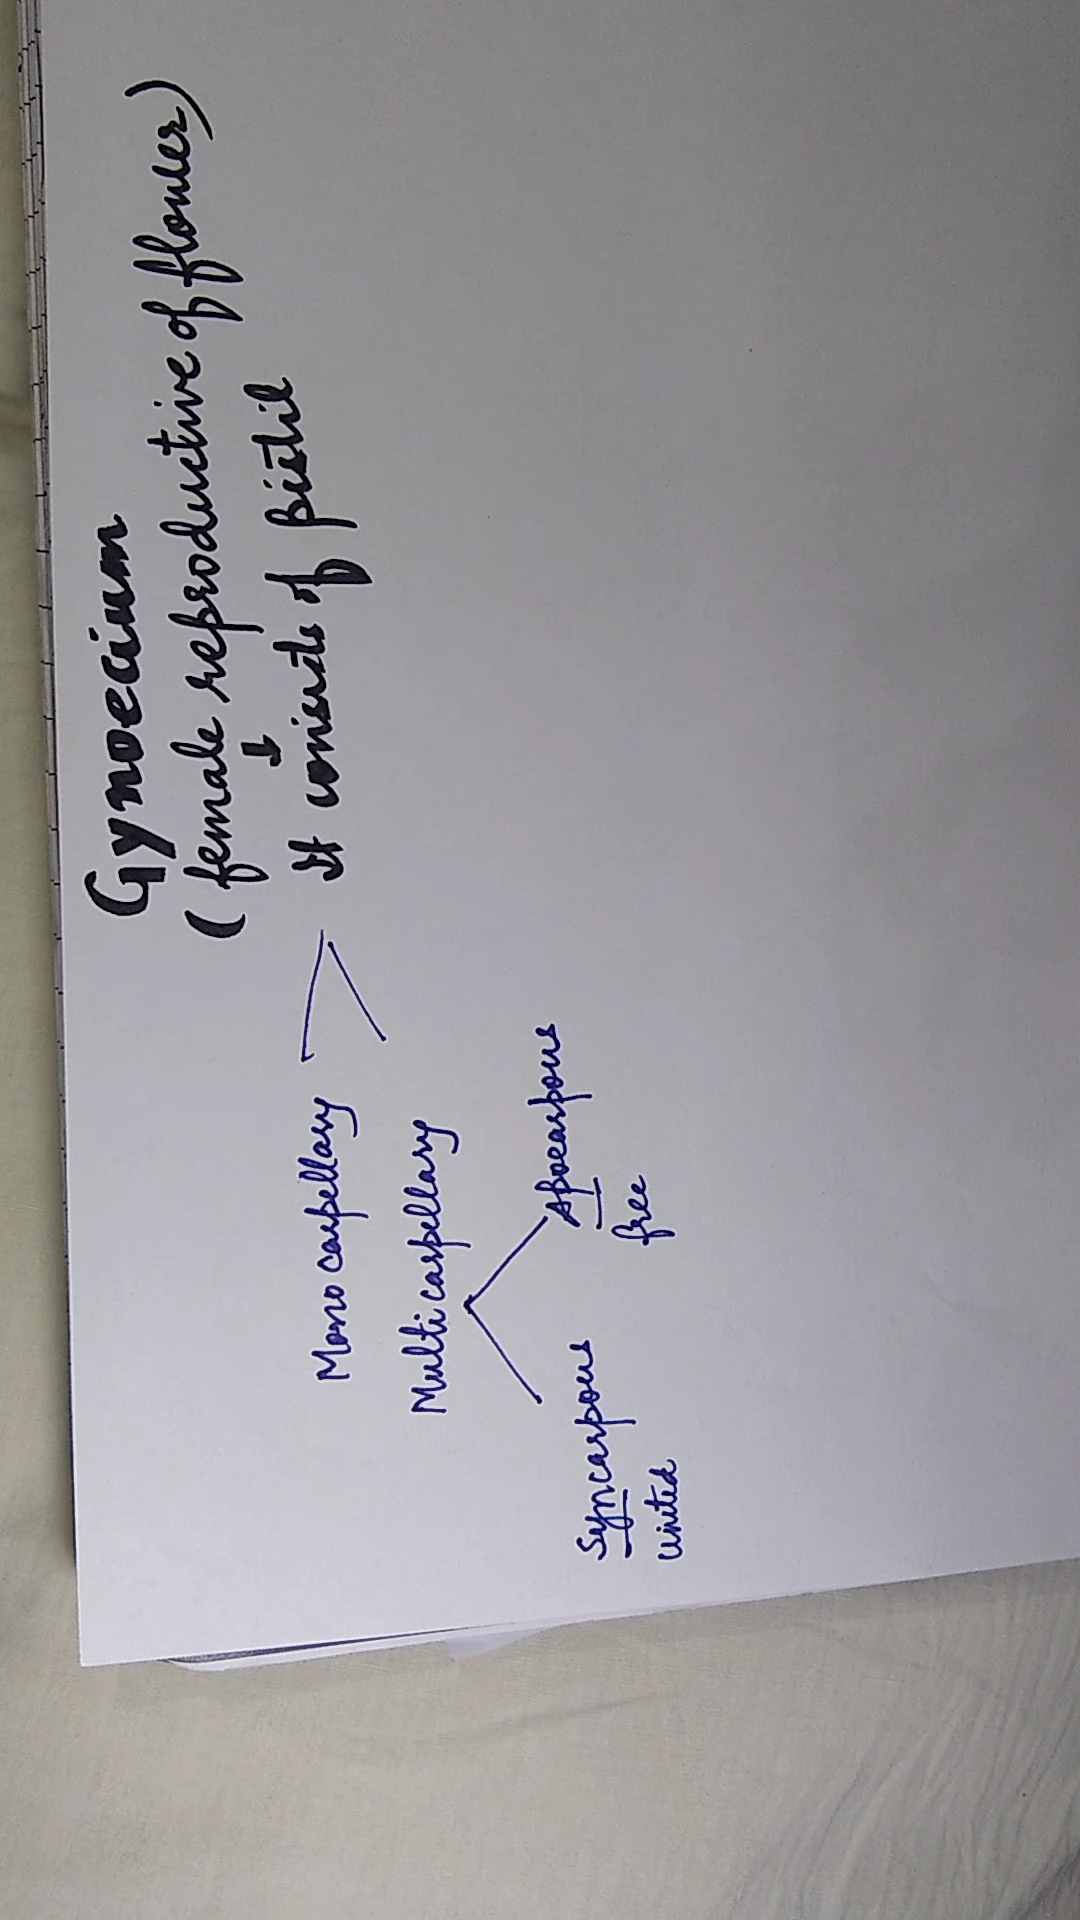 Gynoecium
(female reproductive of flower)
↓
It consists of pistil
Mono carpellary
Multi carpellary
Syncarpous
united
Apocarpous
free